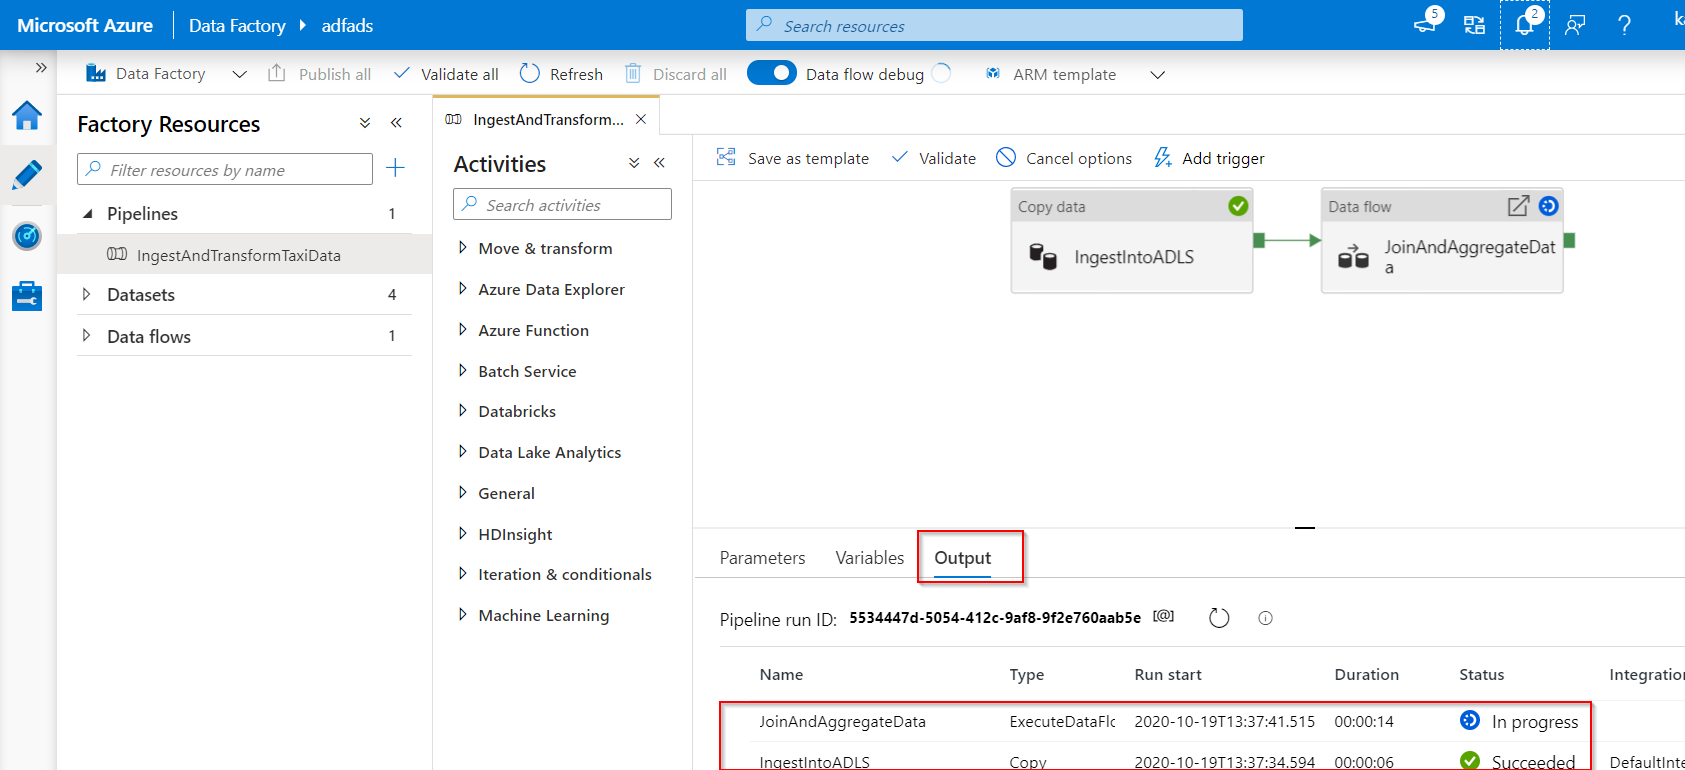 Microsoft Azure Data Factory adfads Search resources 5 2
Data Factory Publish all Validate all Refresh Discard all Data flow debug ARM template
Factory Resources
Filter resources by name
Pipelines 1
IngestAndTransformTaxiData
Datasets 4
Data flows 1
IngestAndTransform...
Activities
Search activities
Move & transform
Azure Data Explorer
Azure Function
Batch Service
Databricks
Data Lake Analytics
General
HDInsight
Iteration & conditionals
Machine Learning
Save as template Validate Cancel options Add trigger
Copy data
IngestIntoADLS
Data flow
JoinAndAggregateDat
a
Parameters Variables Output
Pipeline run ID: 5534447d-5054-412c-9af8-9f2e760aab5e [@]
Name Type Run start Duration Status Integration
JoinAndAggregateData ExecuteDataFlo 2020-10-19T13:37:41.515 00:00:14 In progress
IngestIntoADLS Copy 2020-10-19T13:37:34.594 00:00:06 Succeeded DefaultInte